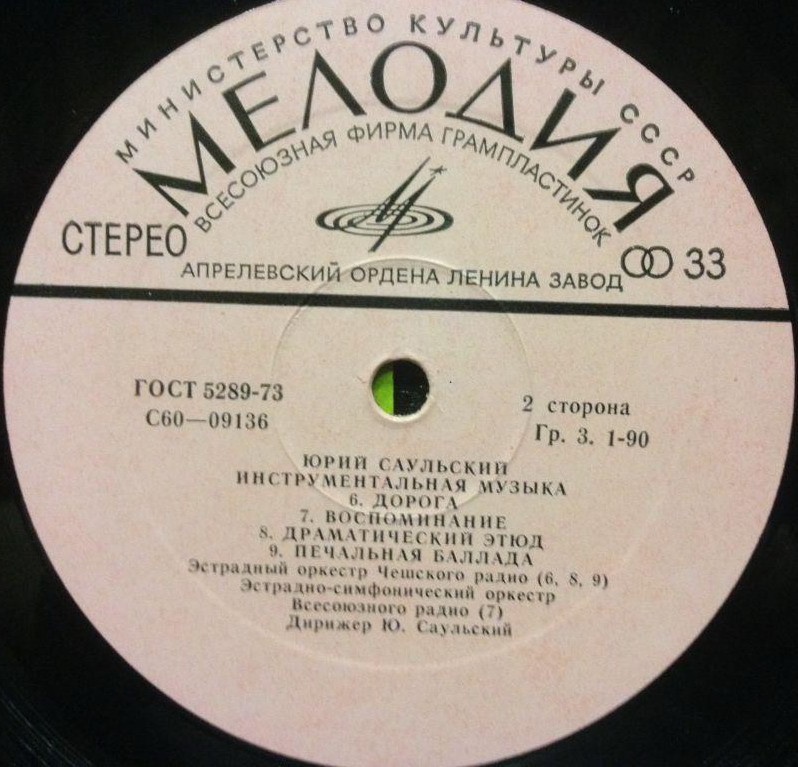 МИНИСТЕРСТВО КУЛЬТУРЫ СССР
МЕЛОДИЯ
ВСЕСОЮЗНАЯ ФИРМА ГРАМПЛАСТИНОК
СТЕРЕО
33
АПРЕЛЕВСКИЙ ОРДЕНА ЛЕНИНА ЗАВОД
ГОСТ 5289-73
С60—09136
2 сторона
Гр. 3. 1-90
ЮРИЙ САУЛЬСКИЙ
ИНСТРУМЕНТАЛЬНАЯ МУЗЫКА
6. ДОРОГА
7. ВОСПОМИНАНИЕ
8. ДРАМАТИЧЕСКИЙ ЭТЮД
9. ПЕЧАЛЬНАЯ БАЛЛАДА
Эстрадный оркестр Чешского радио (6, 8, 9)
Эстрадно-симфонический оркестр
Всесоюзного радио (7)
Дирижер Ю. Саульский